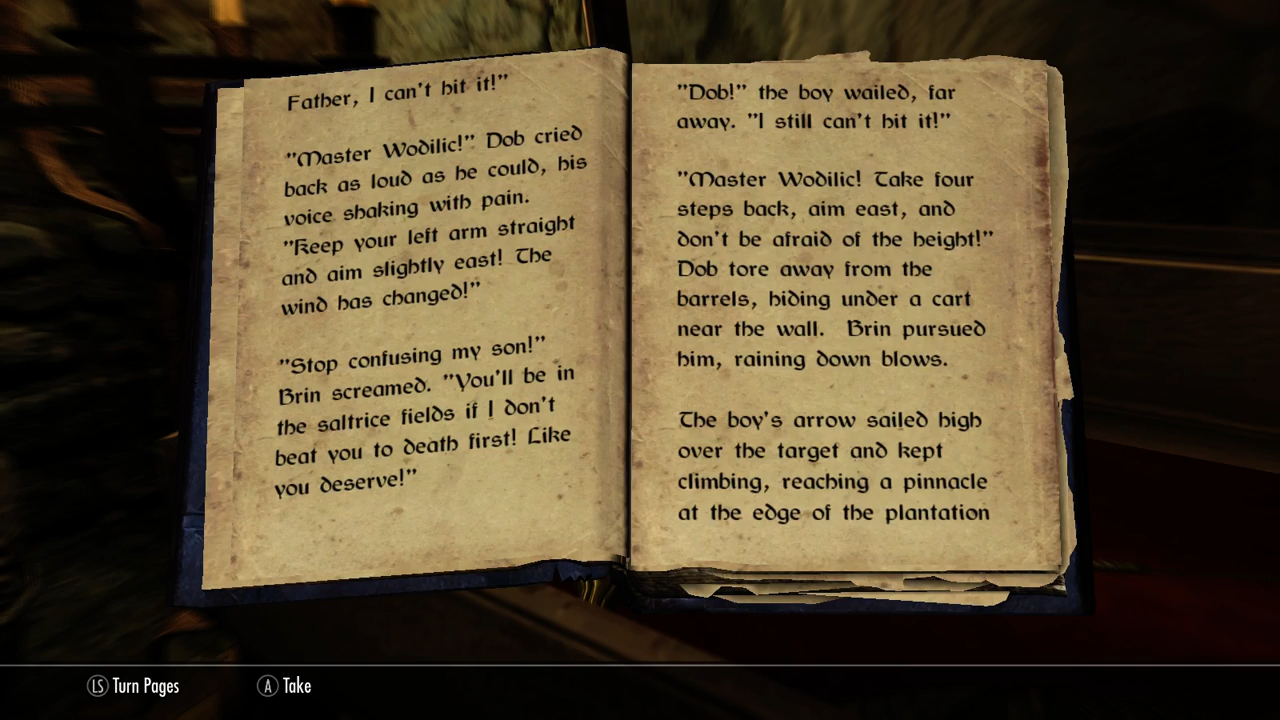 Father, I can't hit it!"
"Master Wodilic!" Dob cried
back as loud as he could, his
voice shaking with pain.
"Keep your left arm straight
and aim slightly east! The
wind has changed!"
"Stop confusing my son!"
Brin screamed. "You'll be in
the saltrice fields if I don't
beat you to death first! Like
you deserve!"
"Dob!" the boy wailed, far
away. "I still can't hit it!"
"Master Wodilic! Take four
steps back, aim east, and
don't be afraid of the height!"
Dob tore away from the
barrels, hiding under a cart
near the wall. Brin pursued
him, raining down blows.
The boy's arrow sailed high
over the target and kept
climbing, reaching a pinnacle
at the edge of the plantation
LS Turn Pages
A Take